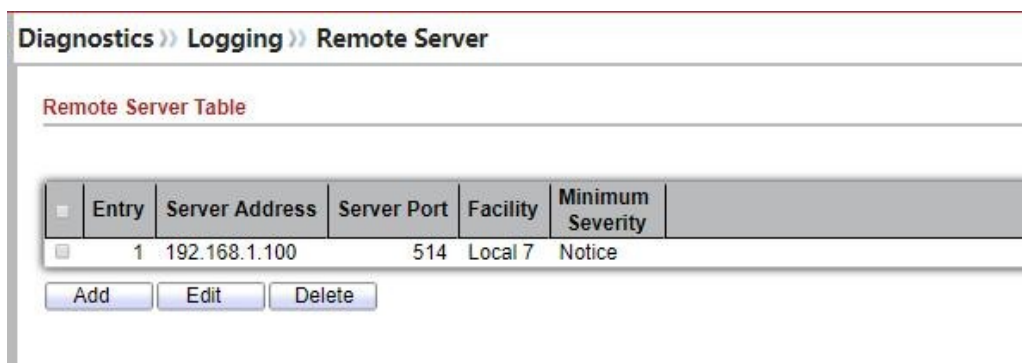 Diagnostics » Logging » Remote Server
Remote Server Table
Entry Server Address Server Port Facility Minimum Severity
1 192.168.1.100 514 Local 7 Notice
Add Edit Delete